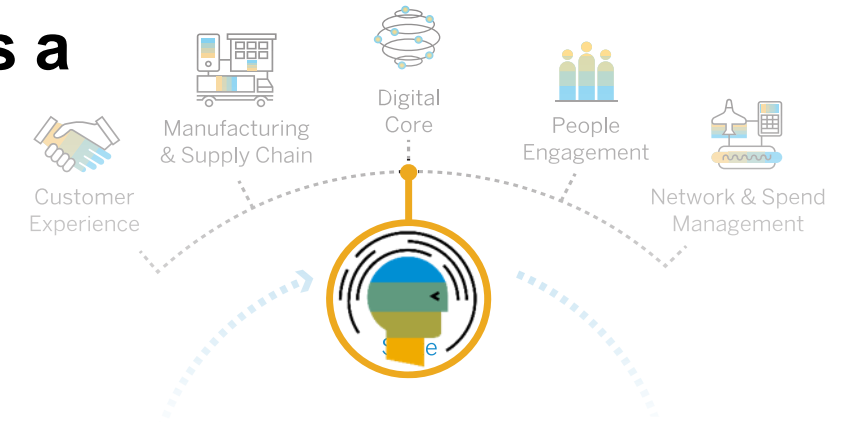 s a
Digital
Core
Manufacturing
& Supply Chain
People
Engagement
Customer
Experience
Network & Spend
Management